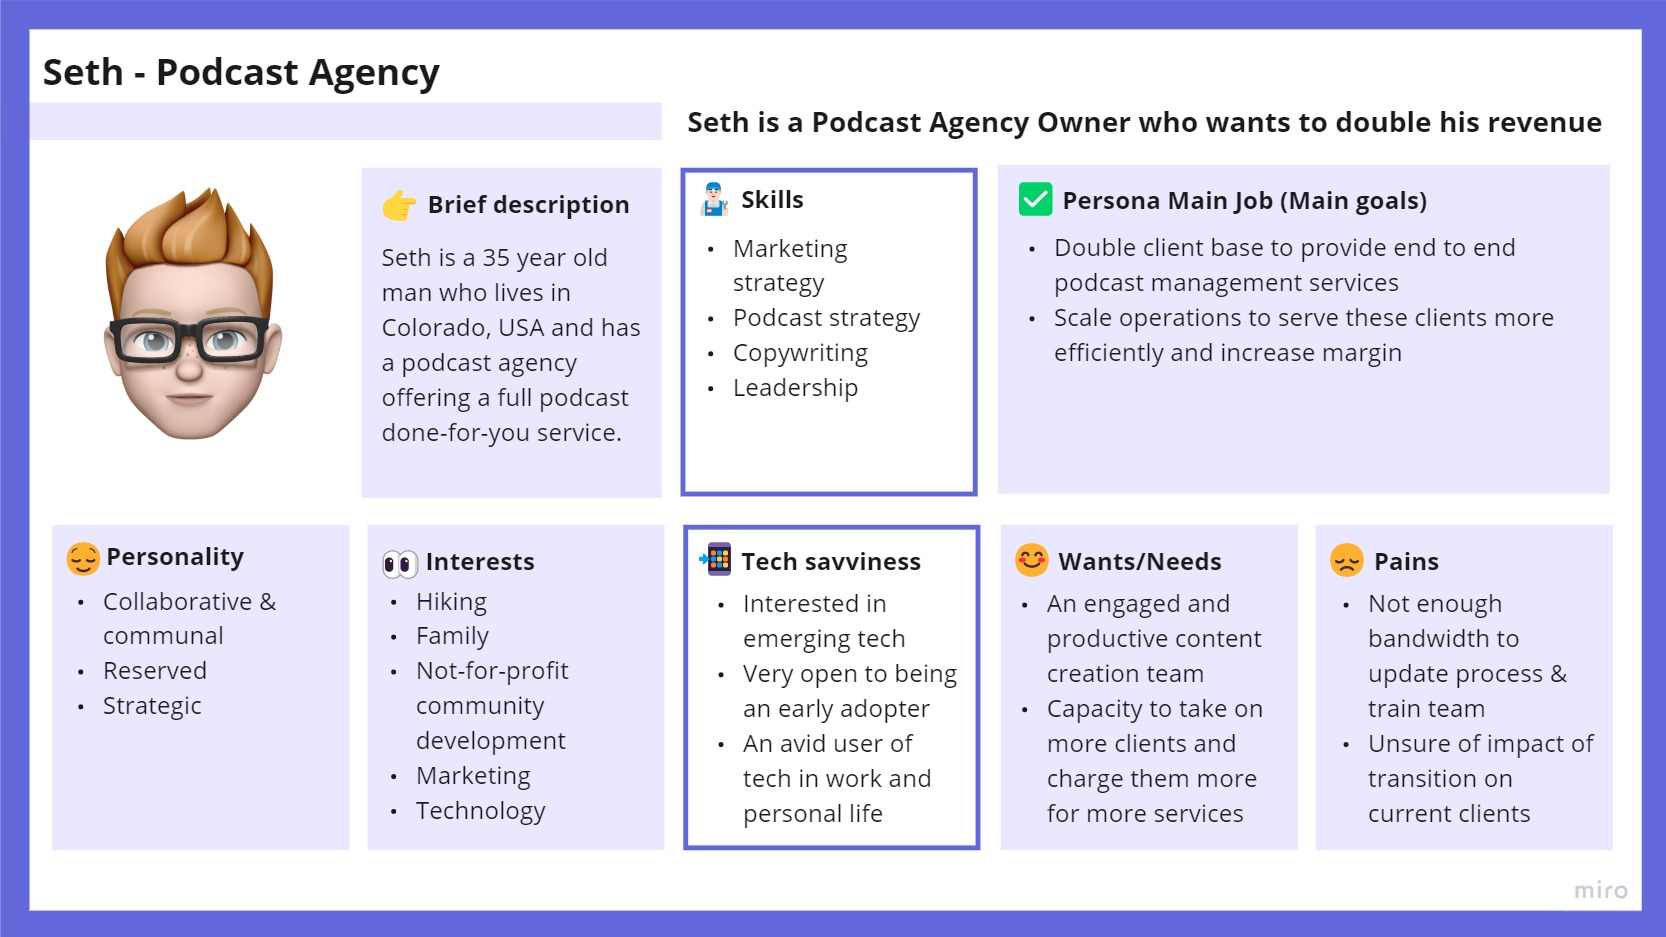 Seth - Podcast Agency
Seth is a Podcast Agency Owner who wants to double his revenue
Brief description
Seth is a 35 year old
man who lives in
Colorado, USA and has
a podcast agency
offering a full podcast
done-for-you service.
Skills
• Marketing
strategy
• Podcast strategy
• Copywriting
• Leadership
Persona Main Job (Main goals)
• Double client base to provide end to end
podcast management services
• Scale operations to serve these clients more
efficiently and increase margin
Personality
• Collaborative &
communal
• Reserved
• Strategic
Interests
• Hiking
• Family
• Not-for-profit
community
development
• Marketing
• Technology
Tech savviness
• Interested in
emerging tech
• Very open to being
an early adopter
• An avid user of
tech in work and
personal life
Wants/Needs
• An engaged and
productive content
creation team
• Capacity to take on
more clients and
charge them more
for more services
Pains
• Not enough
bandwidth to
update process &
train team
• Unsure of impact of
transition on
current clients
miro